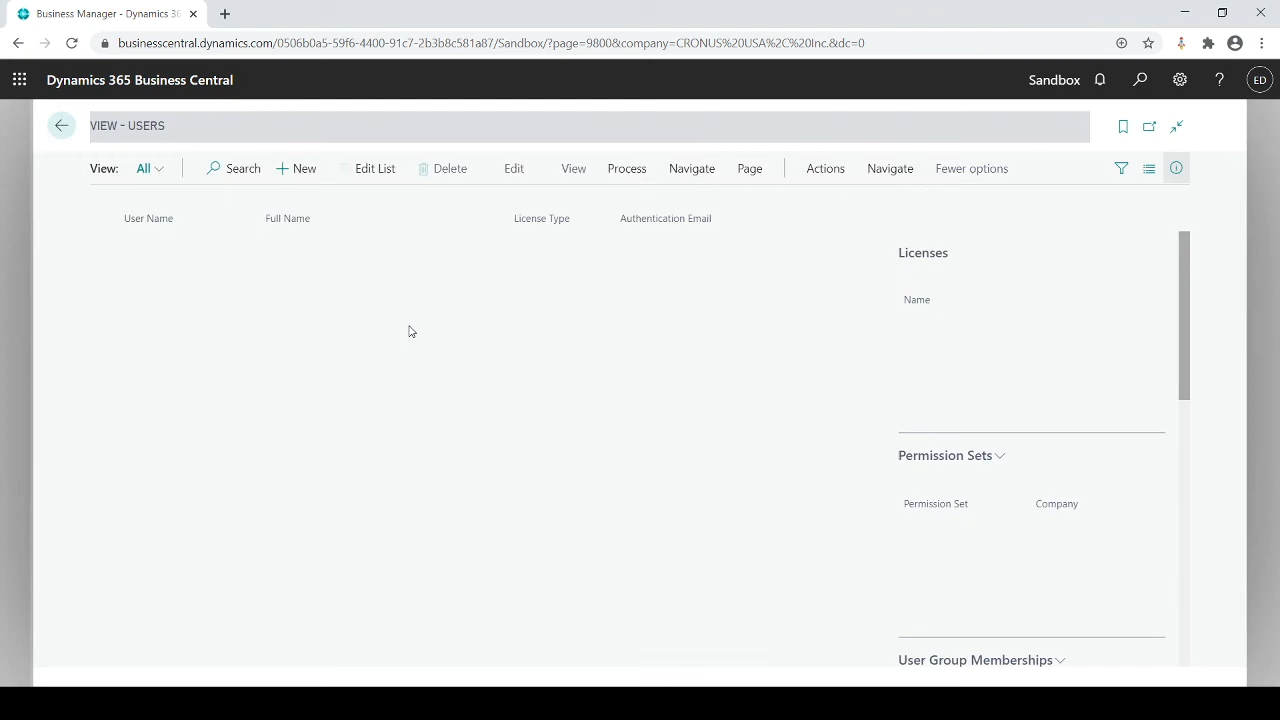 Business Manager - Dynamics 36
businesscentral.dynamics.com/0506b0a5-59f6-4400-91c7-2b3b8c581a87/Sandbox/?page=9800&company=CRONUS%20USA%2C%20Inc.&dc=0
Dynamics 365 Business Central
Sandbox
ED
VIEW - USERS
View: All Search New Edit List Delete Edit View Process Navigate Page Actions Navigate Fewer options
User Name Full Name License Type Authentication Email
Licenses
Name
Permission Sets
Permission Set Company
User Group Memberships